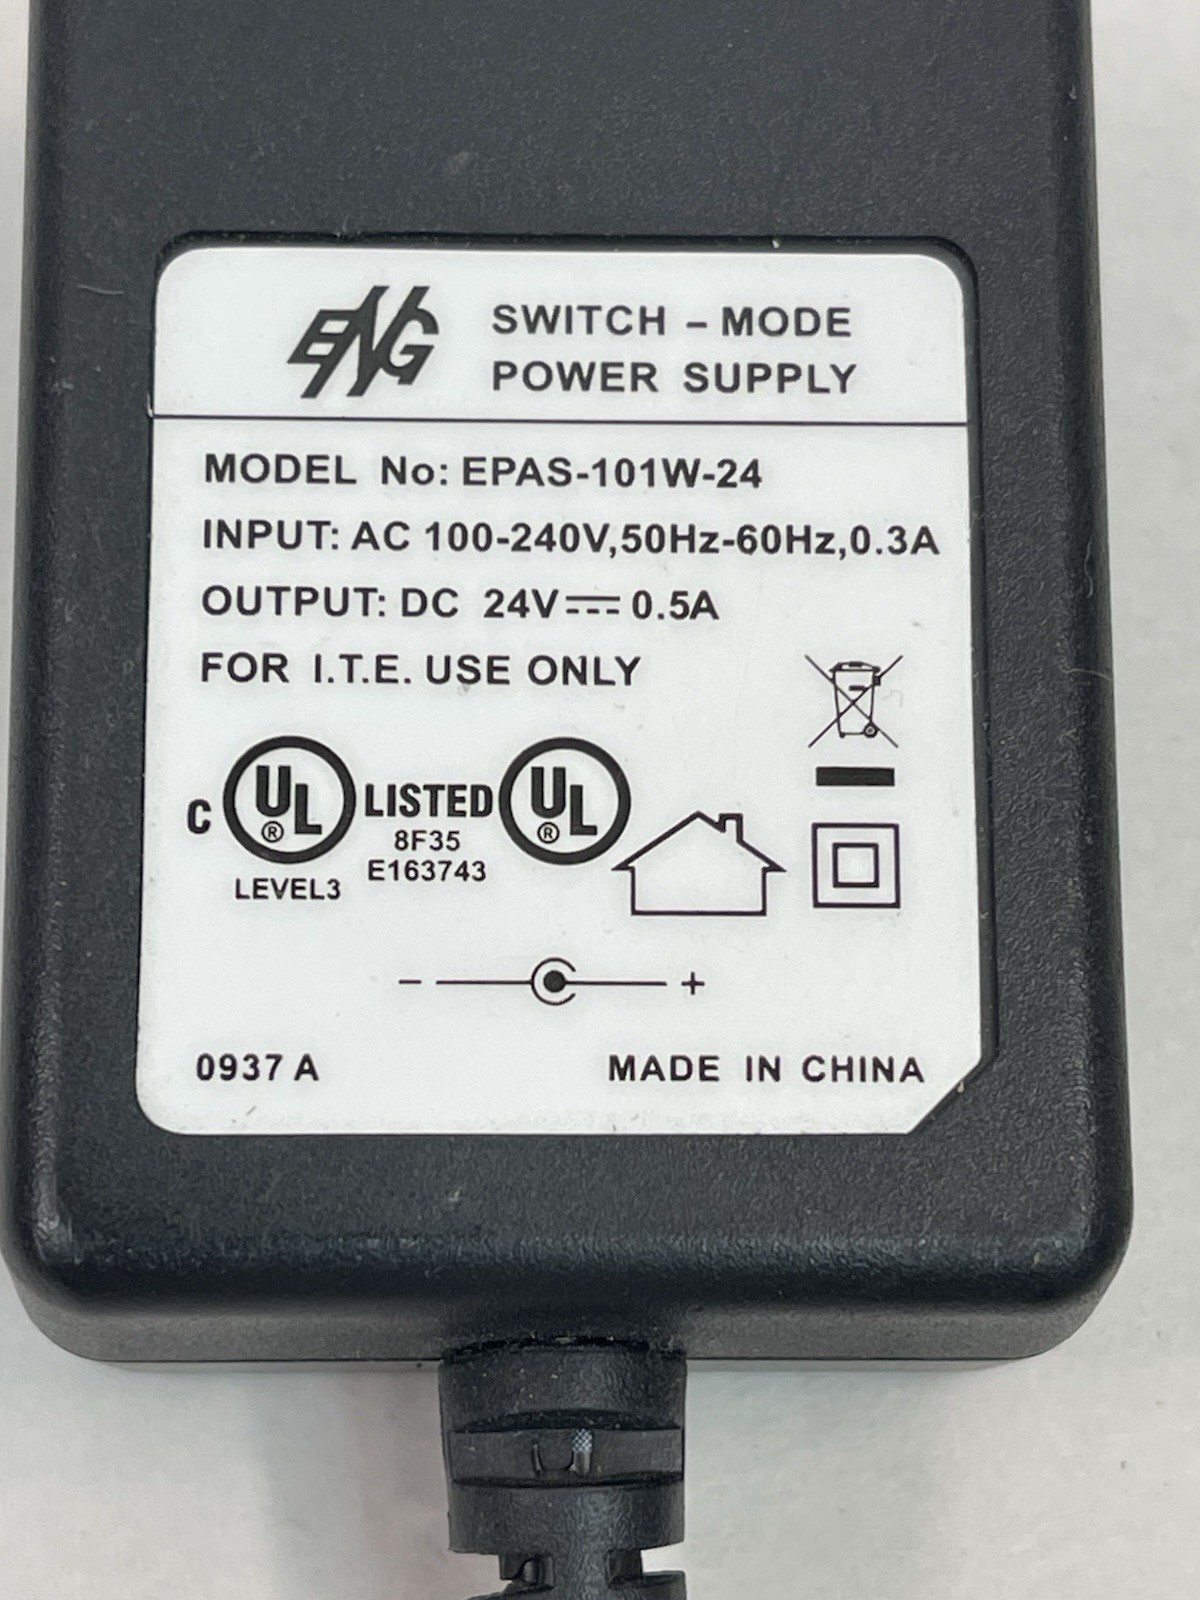 ENG
SWITCH - MODE
POWER SUPPLY
MODEL No: EPAS-101W-24
INPUT: AC 100-240V,50Hz-60Hz,0.3A
OUTPUT: DC 24V⎓0.5A
FOR I.T.E. USE ONLY
C UL ® LISTED UL ®
8F35
LEVEL3 E163743
- +
0937 A MADE IN CHINA